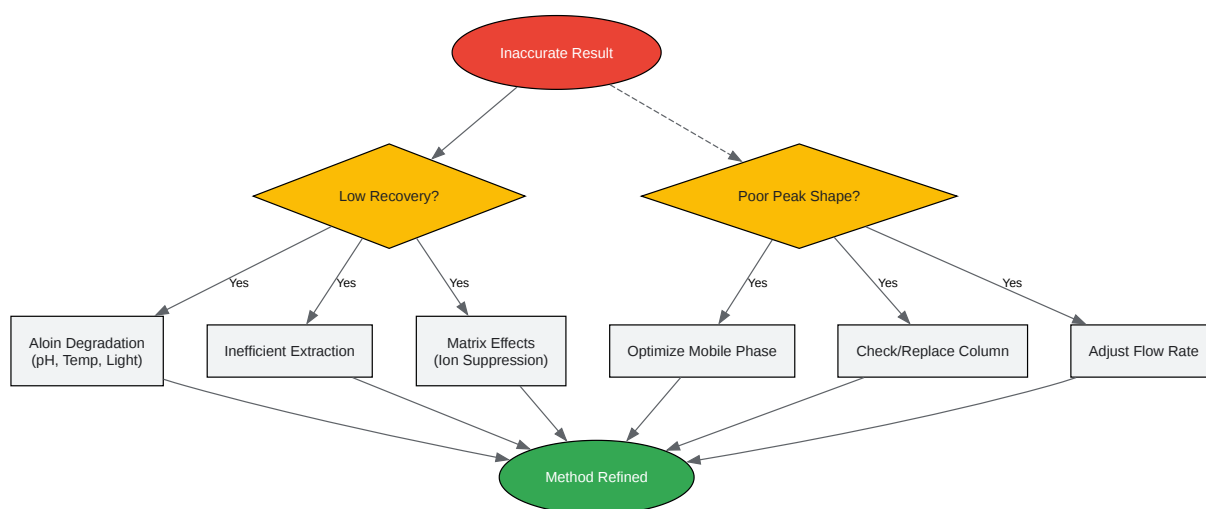 Inaccurate Result
Low Recovery?
Poor Peak Shape?
Yes
Yes
Yes
Yes
Yes
Yes
Aloin Degradation
(pH, Temp, Light)
Inefficient Extraction
Matrix Effects
(Ion Suppression)
Optimize Mobile Phase
Check/Replace Column
Adjust Flow Rate
Method Refined